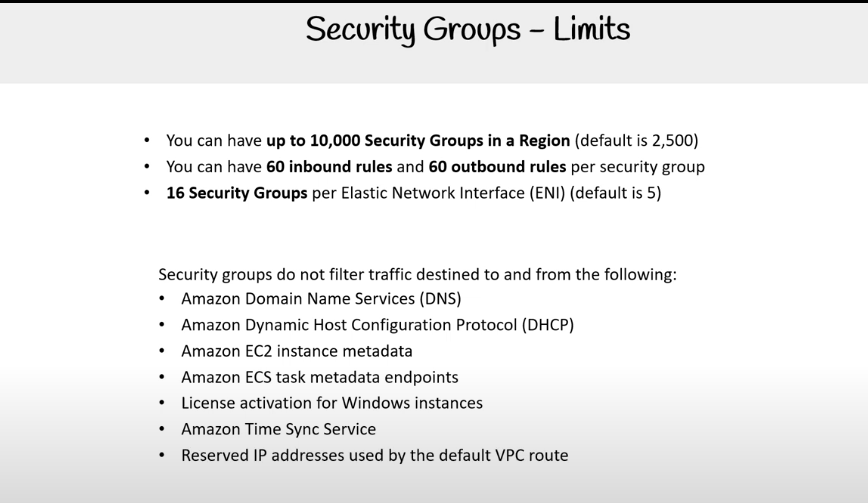 Security Groups – Limits
• You can have up to 10,000 Security Groups in a Region (default is 2,500)
• You can have 60 inbound rules and 60 outbound rules per security group
• 16 Security Groups per Elastic Network Interface (ENI) (default is 5)
Security groups do not filter traffic destined to and from the following:
• Amazon Domain Name Services (DNS)
• Amazon Dynamic Host Configuration Protocol (DHCP)
• Amazon EC2 instance metadata
• Amazon ECS task metadata endpoints
• License activation for Windows instances
• Amazon Time Sync Service
• Reserved IP addresses used by the default VPC route